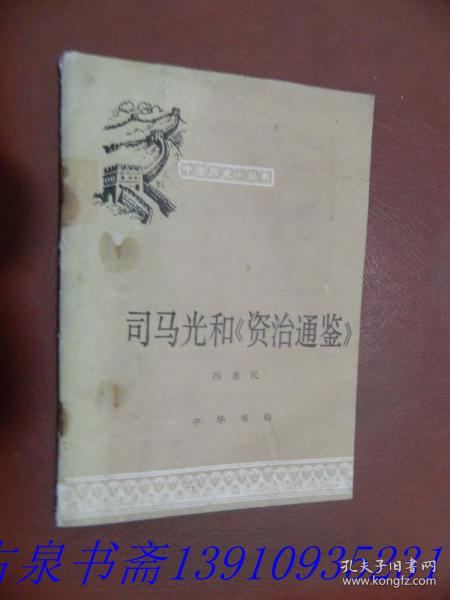 中国历史小丛书
司马光和《资治通鉴》
冯惠民
中华书局
古泉书斋13910935231
孔夫子旧书网
www.kongfz.com